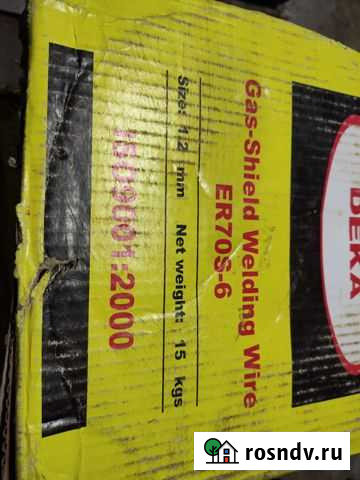 DEKA
Gas-Shield Welding Wire
ER70S-6
Size: 1.2 mm Net weight: 15 kgs
ISO9001:2000
rosndv.ru